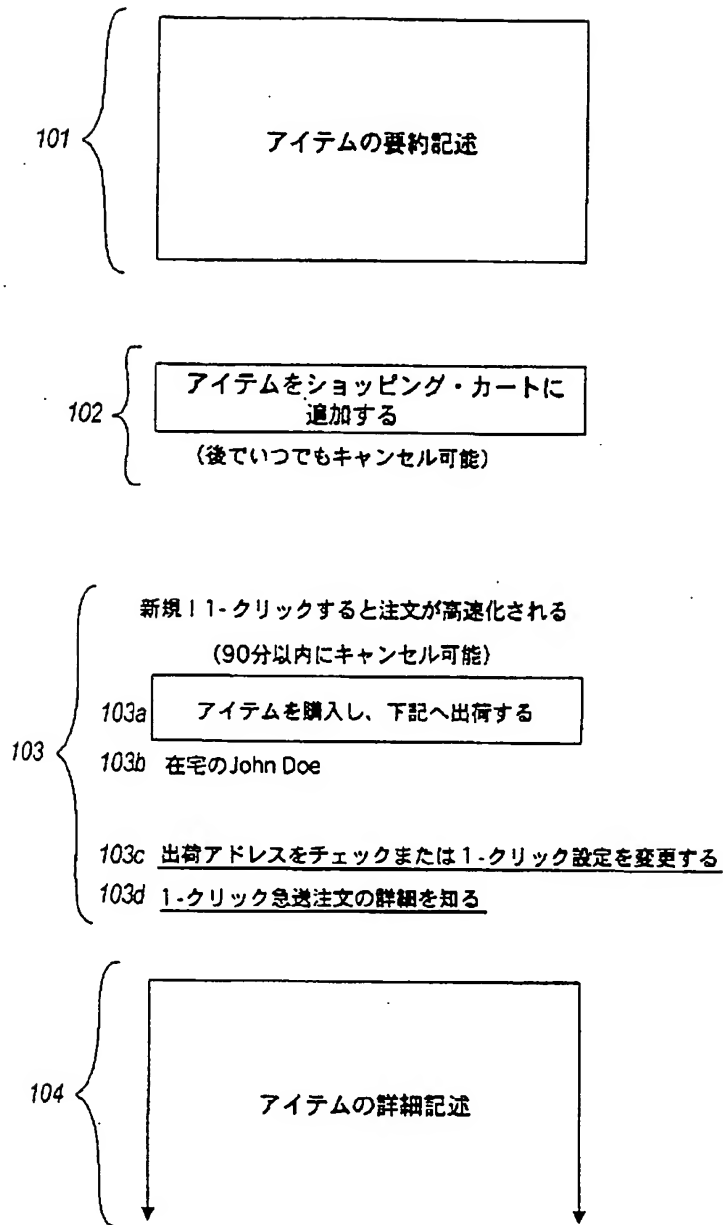 101
アイテムの要約記述
102
アイテムをショッピング・カートに
追加する
(後でいつでもキャンセル可能)
103
新規！1-クリックすると注文が高速化される
(90分以内にキャンセル可能)
103a アイテムを購入し、下記へ出荷する
103b 在宅のJohn Doe
103c 出荷アドレスをチェックまたは1-クリック設定を変更する
103d 1-クリック急送注文の詳細を知る
104
アイテムの詳細記述